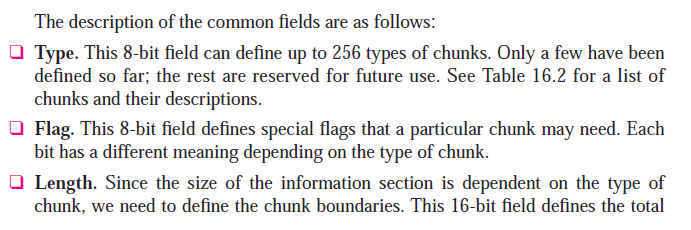 The description of the common fields are as follows:
❑ Type. This 8-bit field can define up to 256 types of chunks. Only a few have been
defined so far; the rest are reserved for future use. See Table 16.2 for a list of
chunks and their descriptions.
❑ Flag. This 8-bit field defines special flags that a particular chunk may need. Each
bit has a different meaning depending on the type of chunk.
❑ Length. Since the size of the information section is dependent on the type of
chunk, we need to define the chunk boundaries. This 16-bit field defines the total